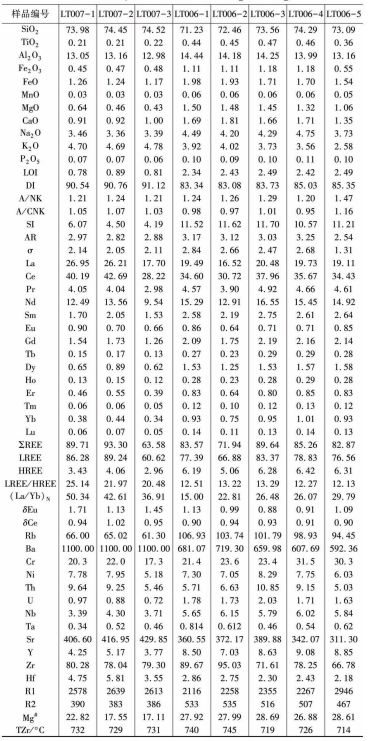 样品编号 LT007-1 LT007-2 LT007-3 LT006-1 LT006-2 LT006-3 LT006-4 LT006-5
SiO2 73.98 74.45 74.52 71.23 72.46 73.56 74.29 73.09
TiO2 0.21 0.21 0.22 0.44 0.45 0.47 0.46 0.36
Al2O3 13.05 13.16 12.98 14.44 14.18 14.25 13.99 13.16
Fe2O3 0.45 0.47 0.48 1.11 1.11 1.18 1.18 0.55
FeO 1.26 1.24 1.17 1.98 1.93 1.71 1.70 1.54
MnO 0.03 0.03 0.03 0.06 0.06 0.06 0.06 0.05
MgO 0.64 0.46 0.43 1.50 1.48 1.45 1.32 1.06
CaO 0.91 0.92 1.00 1.69 1.81 1.66 1.71 1.35
Na2O 3.46 3.36 3.39 4.49 4.20 4.29 4.75 3.73
K2O 4.70 4.69 4.78 3.92 4.02 3.73 3.56 2.58
P2O5 0.07 0.07 0.06 0.10 0.09 0.10 0.11 0.10
LOI 0.78 0.89 0.81 2.34 2.43 2.49 2.42 2.49
DI 90.54 90.76 91.12 83.34 83.08 83.73 85.03 85.35
A/NK 1.21 1.24 1.21 1.24 1.26 1.29 1.20 1.47
A/CNK 1.05 1.07 1.03 0.98 0.97 1.01 0.95 1.16
SI 6.07 4.50 4.19 11.52 11.62 11.70 10.57 11.21
AR 2.97 2.82 2.88 3.17 3.12 3.03 3.25 2.54
σ 2.14 2.05 2.11 2.84 2.66 2.47 2.68 1.31
La 26.95 26.21 17.70 19.49 16.52 20.48 19.73 19.11
Ce 40.19 42.69 28.22 34.60 30.72 37.96 35.67 34.43
Pr 4.05 4.04 2.98 4.57 3.90 4.92 4.66 4.61
Nd 12.49 13.56 9.54 15.29 12.91 16.55 15.45 14.92
Sm 1.70 2.05 1.53 2.58 2.19 2.75 2.61 2.64
Eu 0.90 0.70 0.66 0.86 0.64 0.71 0.71 0.85
Gd 1.54 1.73 1.26 2.09 1.75 2.19 2.16 2.14
Tb 0.15 0.17 0.13 0.27 0.23 0.29 0.29 0.28
Dy 0.65 0.89 0.62 1.53 1.25 1.53 1.57 1.58
Ho 0.13 0.15 0.12 0.28 0.23 0.28 0.29 0.28
Er 0.46 0.55 0.39 0.83 0.64 0.80 0.85 0.83
Tm 0.06 0.06 0.05 0.12 0.10 0.12 0.13 0.12
Yb 0.38 0.44 0.34 0.93 0.75 0.95 1.01 0.93
Lu 0.06 0.07 0.05 0.14 0.11 0.14 0.14 0.13
ΣREE 89.71 93.30 63.58 83.57 71.94 89.64 85.26 82.87
LREE 86.28 89.24 60.62 77.39 66.88 83.37 78.83 76.56
HREE 3.43 4.06 2.96 6.19 5.06 6.28 6.42 6.31
LREE/HREE 25.14 21.97 20.48 12.51 13.22 13.29 12.27 12.13
(La/Yb)N 50.34 42.61 36.91 15.00 22.81 26.48 26.07 29.79
δEu 1.71 1.13 1.45 1.13 0.99 0.88 0.91 1.09
δCe 0.94 1.02 0.95 0.90 0.94 0.93 0.91 0.90
Rb 66.00 65.02 61.30 106.93 103.74 101.79 98.93 94.45
Ba 1100.00 1100.00 1100.00 681.07 719.30 659.98 607.69 592.36
Cr 20.3 22.0 17.3 21.4 23.6 23.4 31.5 30.3
Ni 7.78 7.95 5.18 7.30 7.05 8.29 7.75 6.03
Th 9.64 9.25 5.46 5.71 6.63 10.85 9.15 5.03
U 0.97 0.88 0.72 1.78 1.73 2.03 1.71 1.63
Nb 3.39 4.30 3.71 5.65 6.15 5.79 6.02 5.84
Ta 0.34 0.52 0.46 0.814 0.612 0.46 0.54 0.62
Sr 406.60 416.95 429.85 360.55 372.17 389.88 342.07 311.30
Y 4.25 5.17 3.77 8.50 7.03 8.63 9.08 8.85
Zr 80.28 78.04 79.30 89.67 95.03 71.61 78.25 66.78
Hf 4.75 5.81 3.55 2.86 2.75 2.30 2.43 2.18
R1 2578 2639 2613 2116 2258 2355 2267 2946
R2 390 383 386 533 535 516 507 467
Mg# 22.82 17.55 17.11 27.92 27.99 28.69 26.88 28.61
TZr/°C 732 729 731 740 745 719 726 714